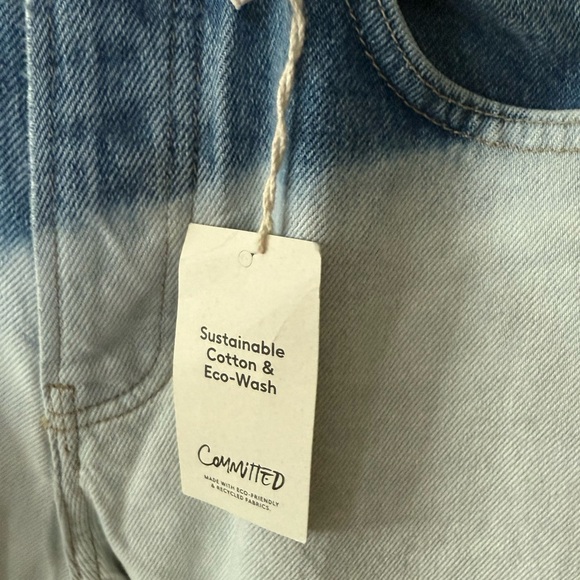 Sustainable
Cotton &
Eco-Wash
COMMITTED
MADE WITH ECO-FRIENDLY
& RECYCLED FABRICS.